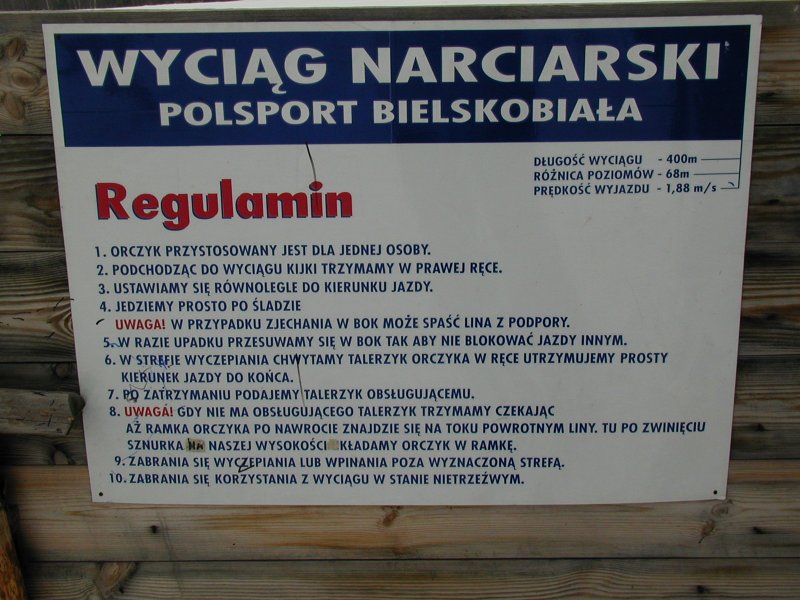 WYCIĄG NARCIARSKI
POLSPORT BIELSKOBIAŁA
DŁUGOŚĆ WYCIĄGU - 400m
RÓŻNICA POZIOMÓW - 68m
PRĘDKOŚĆ WYJAZDU - 1,88 m/s
Regulamin
1. ORCZYK PRZYSTOSOWANY JEST DLA JEDNEJ OSOBY.
2. PODCHODZĄC DO WYCIĄGU KIJKI TRZYMAMY W PRAWEJ RĘCE.
3. USTAWIAMY SIĘ RÓWNOLEGLE DO KIERUNKU JAZDY.
4. JEDZIEMY PROSTO PO ŚLADZIE
UWAGA! W PRZYPADKU ZJECHANIA W BOK MOŻE SPAŚĆ LINA Z PODPORY.
5. W RAZIE UPADKU PRZESUWAMY SIĘ W BOK TAK ABY NIE BLOKOWAĆ JAZDY INNYM.
6. W STREFIE WYCZEPIANIA CHWYTAMY TALERZYK ORCZYKA W RĘCE UTRZYMUJEMY PROSTY
KIERUNEK JAZDY DO KOŃCA.
7. PO ZATRZYMANIU PODAJEMY TALERZYK OBSŁUGUJĄCEMU.
8. UWAGA! GDY NIE MA OBSŁUGUJĄCEGO TALERZYK TRZYMAMY CZEKAJĄC
AŻ RAMKA ORCZYKA PO NAWROCIE ZNAJDZIE SIĘ NA TOKU POWROTNYM LINY. TU PO ZWINIĘCIU
SZNURKA NA NASZEJ WYSOKOŚCI KŁADAMY ORCZYK W RAMKĘ.
9. ZABRANIA SIĘ WYCZEPIANIA LUB WPINANIA POZA WYZNACZONĄ STREFĄ.
10. ZABRANIA SIĘ KORZYSTANIA Z WYCIĄGU W STANIE NIETRZEŹWYM.